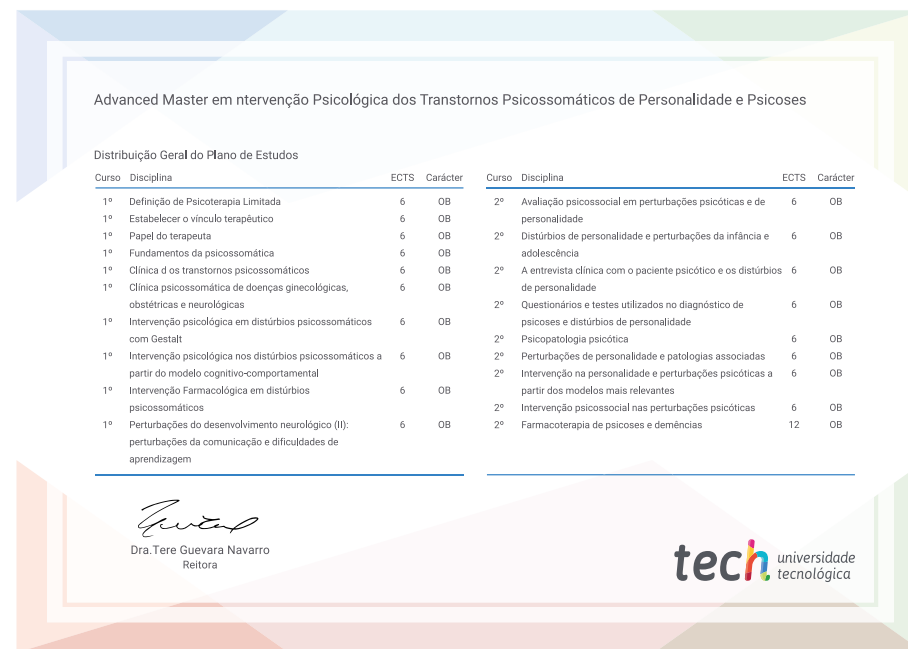 Advanced Master em ntervenção Psicológica dos Transtornos Psicossomáticos de Personalidade e Psicoses
Distribuição Geral do Plano de Estudos
Curso Disciplina ECTS Carácter
1º Definição de Psicoterapia Limitada 6 OB
1º Estabelecer o vínculo terapêutico 6 OB
1º Papel do terapeuta 6 OB
1º Fundamentos da psicossomática 6 OB
1º Clínica d os transtornos psicossomáticos 6 OB
1º Clínica psicossomática de doenças ginecológicas, 6 OB
obstétricas e neurológicas
1º Intervenção psicológica em distúrbios psicossomáticos 6 OB
com Gestalt
1º Intervenção psicológica nos distúrbios psicossomáticos a 6 OB
partir do modelo cognitivo-comportamental
1º Intervenção Farmacológica em distúrbios 6 OB
psicossomáticos
1º Perturbações do desenvolvimento neurológico (II): 6 OB
perturbações da comunicação e dificuldades de
aprendizagem
Curso Disciplina ECTS Carácter
2º Avaliação psicossocial em perturbações psicóticas e de 6 OB
personalidade
2º Distúrbios de personalidade e perturbações da infância e 6 OB
adolescência
2º A entrevista clínica com o paciente psicótico e os distúrbios 6 OB
de personalidade
2º Questionários e testes utilizados no diagnóstico de 6 OB
psicoses e distúrbios de personalidade
2º Psicopatologia psicótica 6 OB
2º Perturbações de personalidade e patologias associadas 6 OB
2º Intervenção na personalidade e perturbações psicóticas a 6 OB
partir dos modelos mais relevantes
2º Intervenção psicossocial nas perturbações psicóticas 6 OB
2º Farmacoterapia de psicoses e demências 12 OB
Dra.Tere Guevara Navarro
Reitora
tech universidade
tecnológica